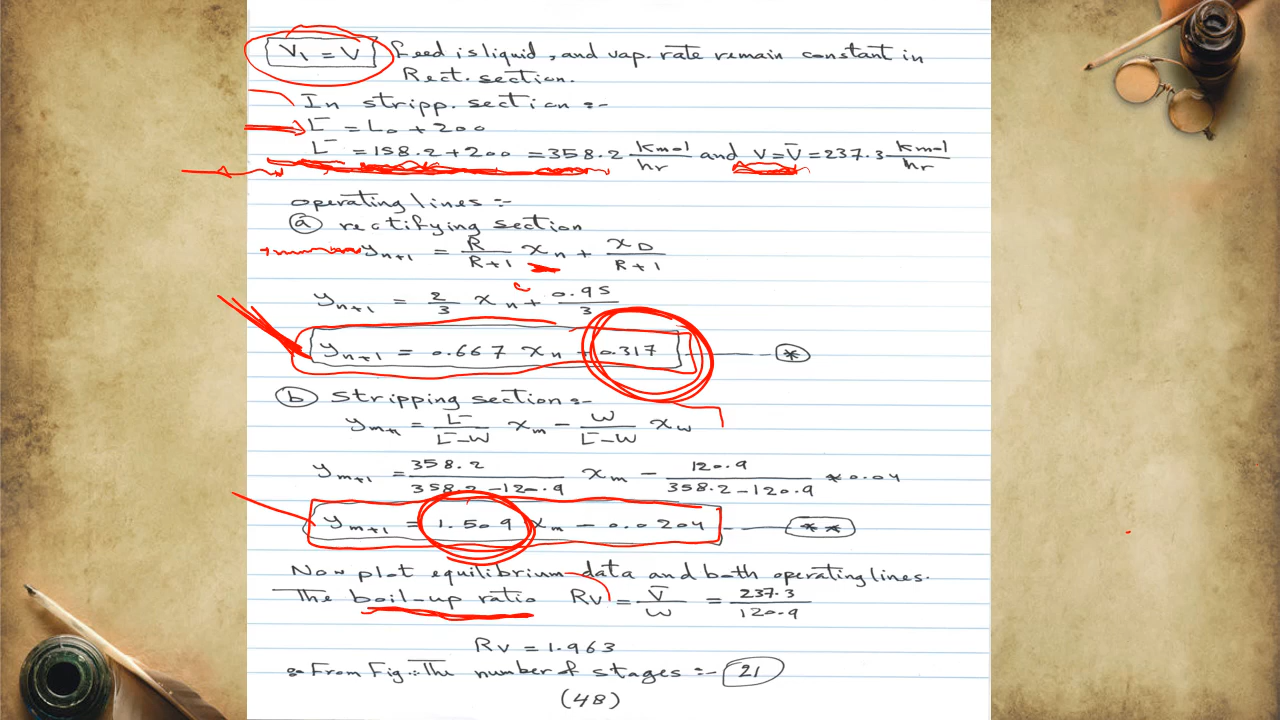 V₁ = V feed is liquid, and vap. rate remain constant in
Rect. section.
In stripp. section :-
L̄ = L₀ + 200
L̄ = 158.2 + 200 = 358.2 kmol/hr and V = V̄ = 237.3 kmol/hr
operating lines :-
(a) rectifying section
yₙ₊₁ = R/(R+1) xₙ + x_D/(R+1)
yₙ₊₁ = 2/3 xₙ + 0.95/3
yₙ₊₁ = 0.667 xₙ + 0.317 (*)
(b) stripping section :-
yₘ₊₁ = L̄/(L̄-W) xₘ - W/(L̄-W) x_W
yₘ₊₁ = 358.2/(358.2-120.9) xₘ - 120.9/(358.2-120.9) * 0.04
yₘ₊₁ = 1.509 xₘ - 0.0204 (**)
Now plot equilibrium data and both operating lines.
The boil-up ratio Rv = V̄/W = 237.3/120.9
Rv = 1.963
∴ From Fig. The number of stages :- 21
(48)